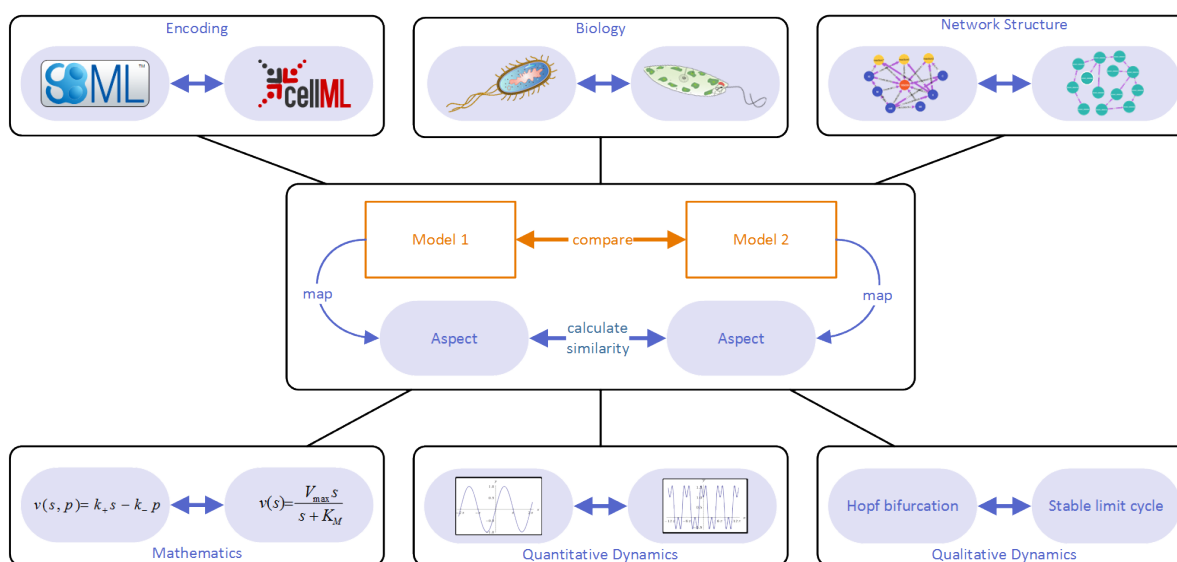 Encoding
Biology
Network Structure
SBML™
cellML
Model 1
compare
Model 2
map
map
Aspect
calculate
similarity
Aspect
v(s, p)= k₊s − k₋ p
v(s)= V_max s / s + K_M
Hopf bifurcation
Stable limit cycle
Mathematics
Quantitative Dynamics
Qualitative Dynamics